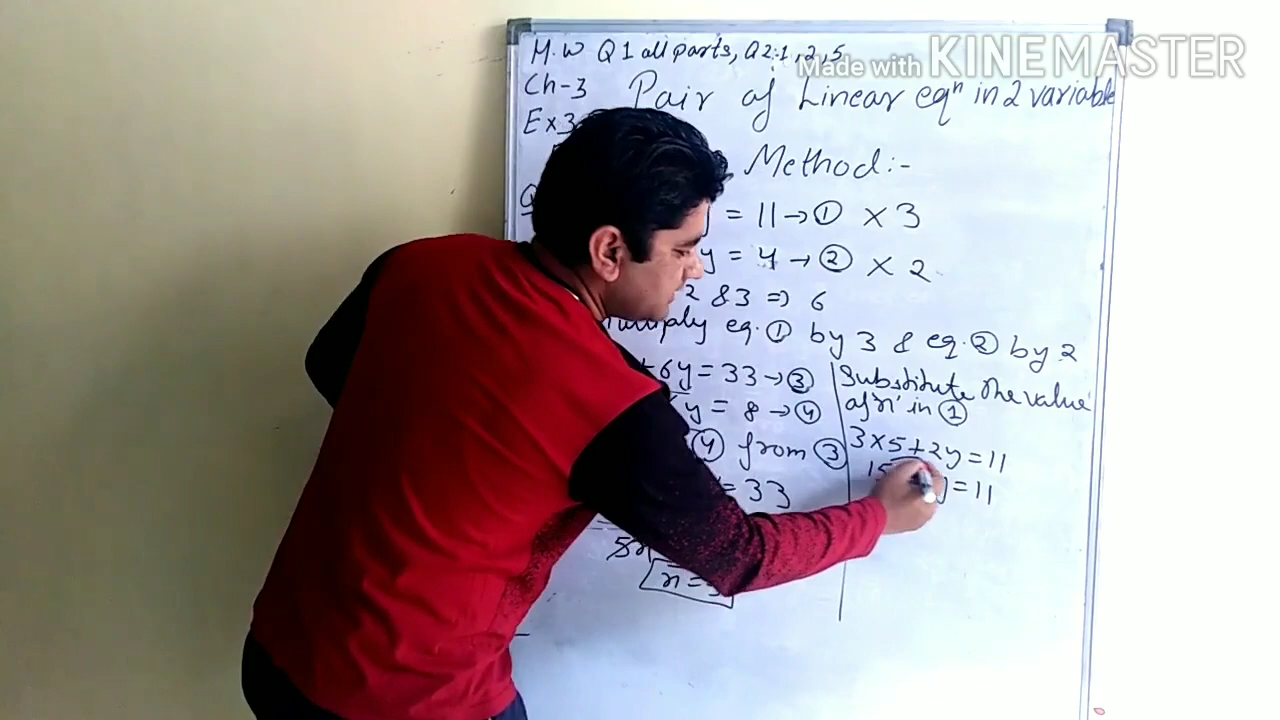 H.W Q1 all parts, Q2:1,2,5
Made with KINEMASTER
Ch-3 Pair of Linear eqⁿ in 2 variable
Ex 3
Method:-
Q
= 11 → ① × 3
y = 4 → ② × 2
2 & 3 ⇒ 6
multiply eq. ① by 3 & eq. ② by 2
+ 6y = 33 → ③
y = 8 → ④
④ from ③
= 33
5x
x =
Substitute the value
of 'x' in ①
3×5+2y=11
15 y=11